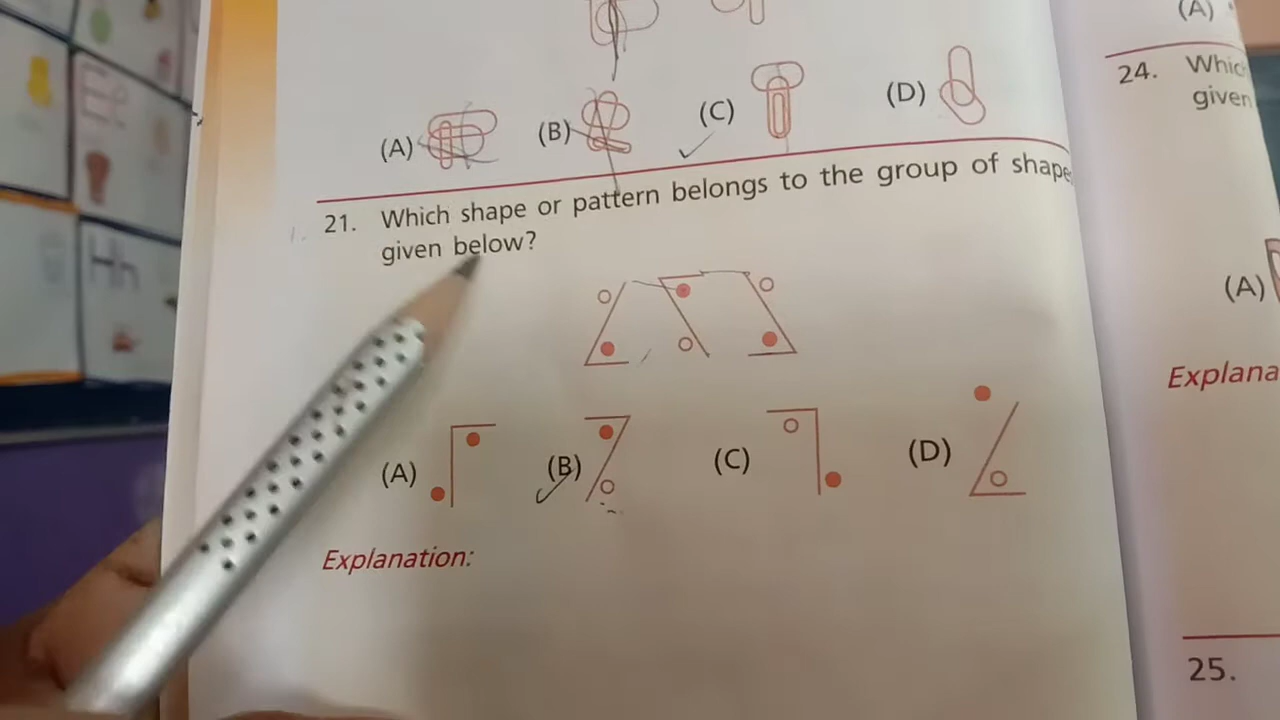 (A)
(A) (B) (C) (D)
21. Which shape or pattern belongs to the group of shape
given below?
(A) (B) (C) (D)
Explanation:
24. Whic
given
(A)
Explana
25.
Hh